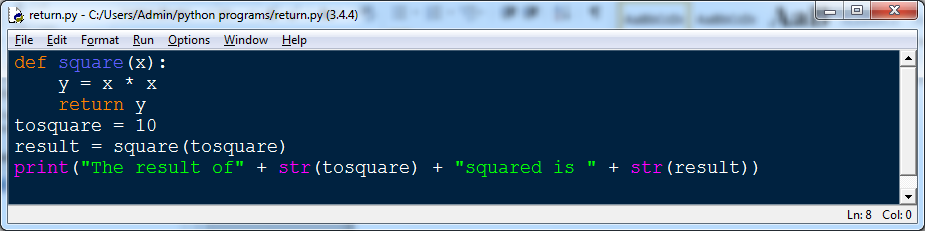 return.py - C:/Users/Admin/python programs/return.py (3.4.4)
File Edit Format Run Options Window Help
def square(x):
    y = x * x
    return y
tosquare = 10
result = square(tosquare)
print("The result of" + str(tosquare) + "squared is " + str(result))
Ln: 8 Col: 0